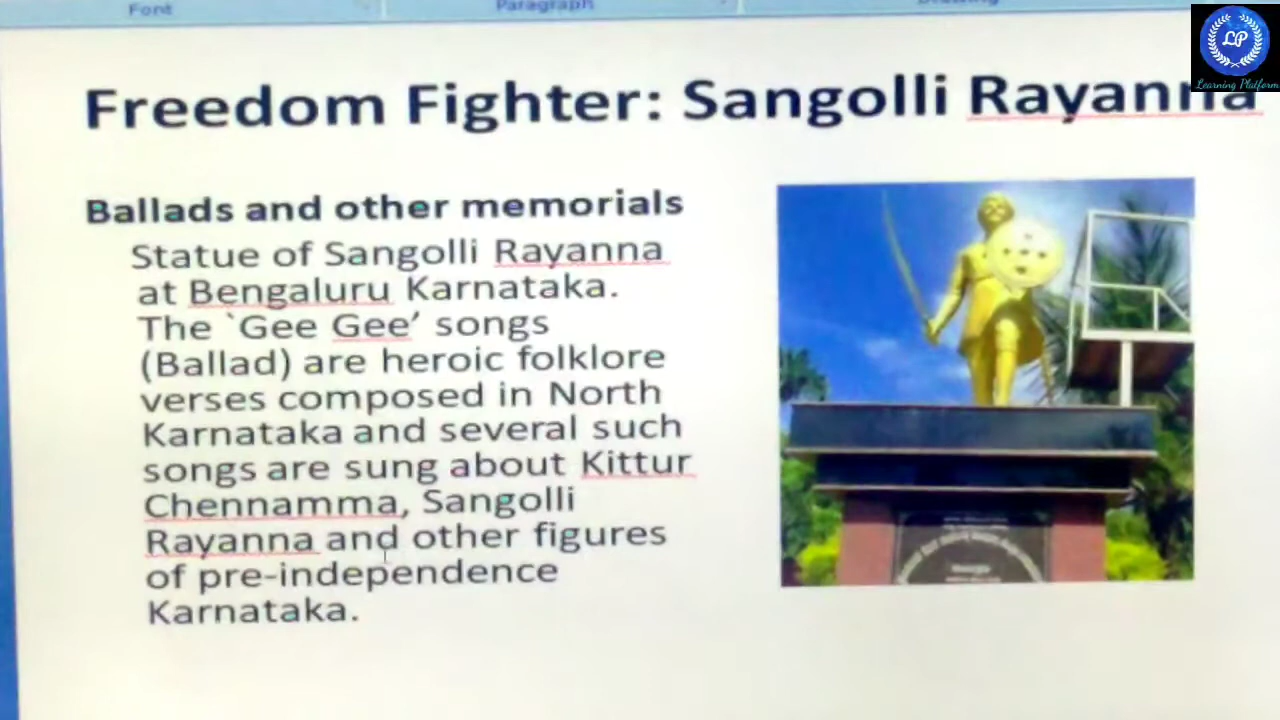 Font
Paragraph
Drawing
LP
Learning Platform
Freedom Fighter: Sangolli Rayanna
Ballads and other memorials
Statue of Sangolli Rayanna
at Bengaluru Karnataka.
The `Gee Gee’ songs
(Ballad) are heroic folklore
verses composed in North
Karnataka and several such
songs are sung about Kittur
Chennamma, Sangolli
Rayanna and other figures
of pre-independence
Karnataka.